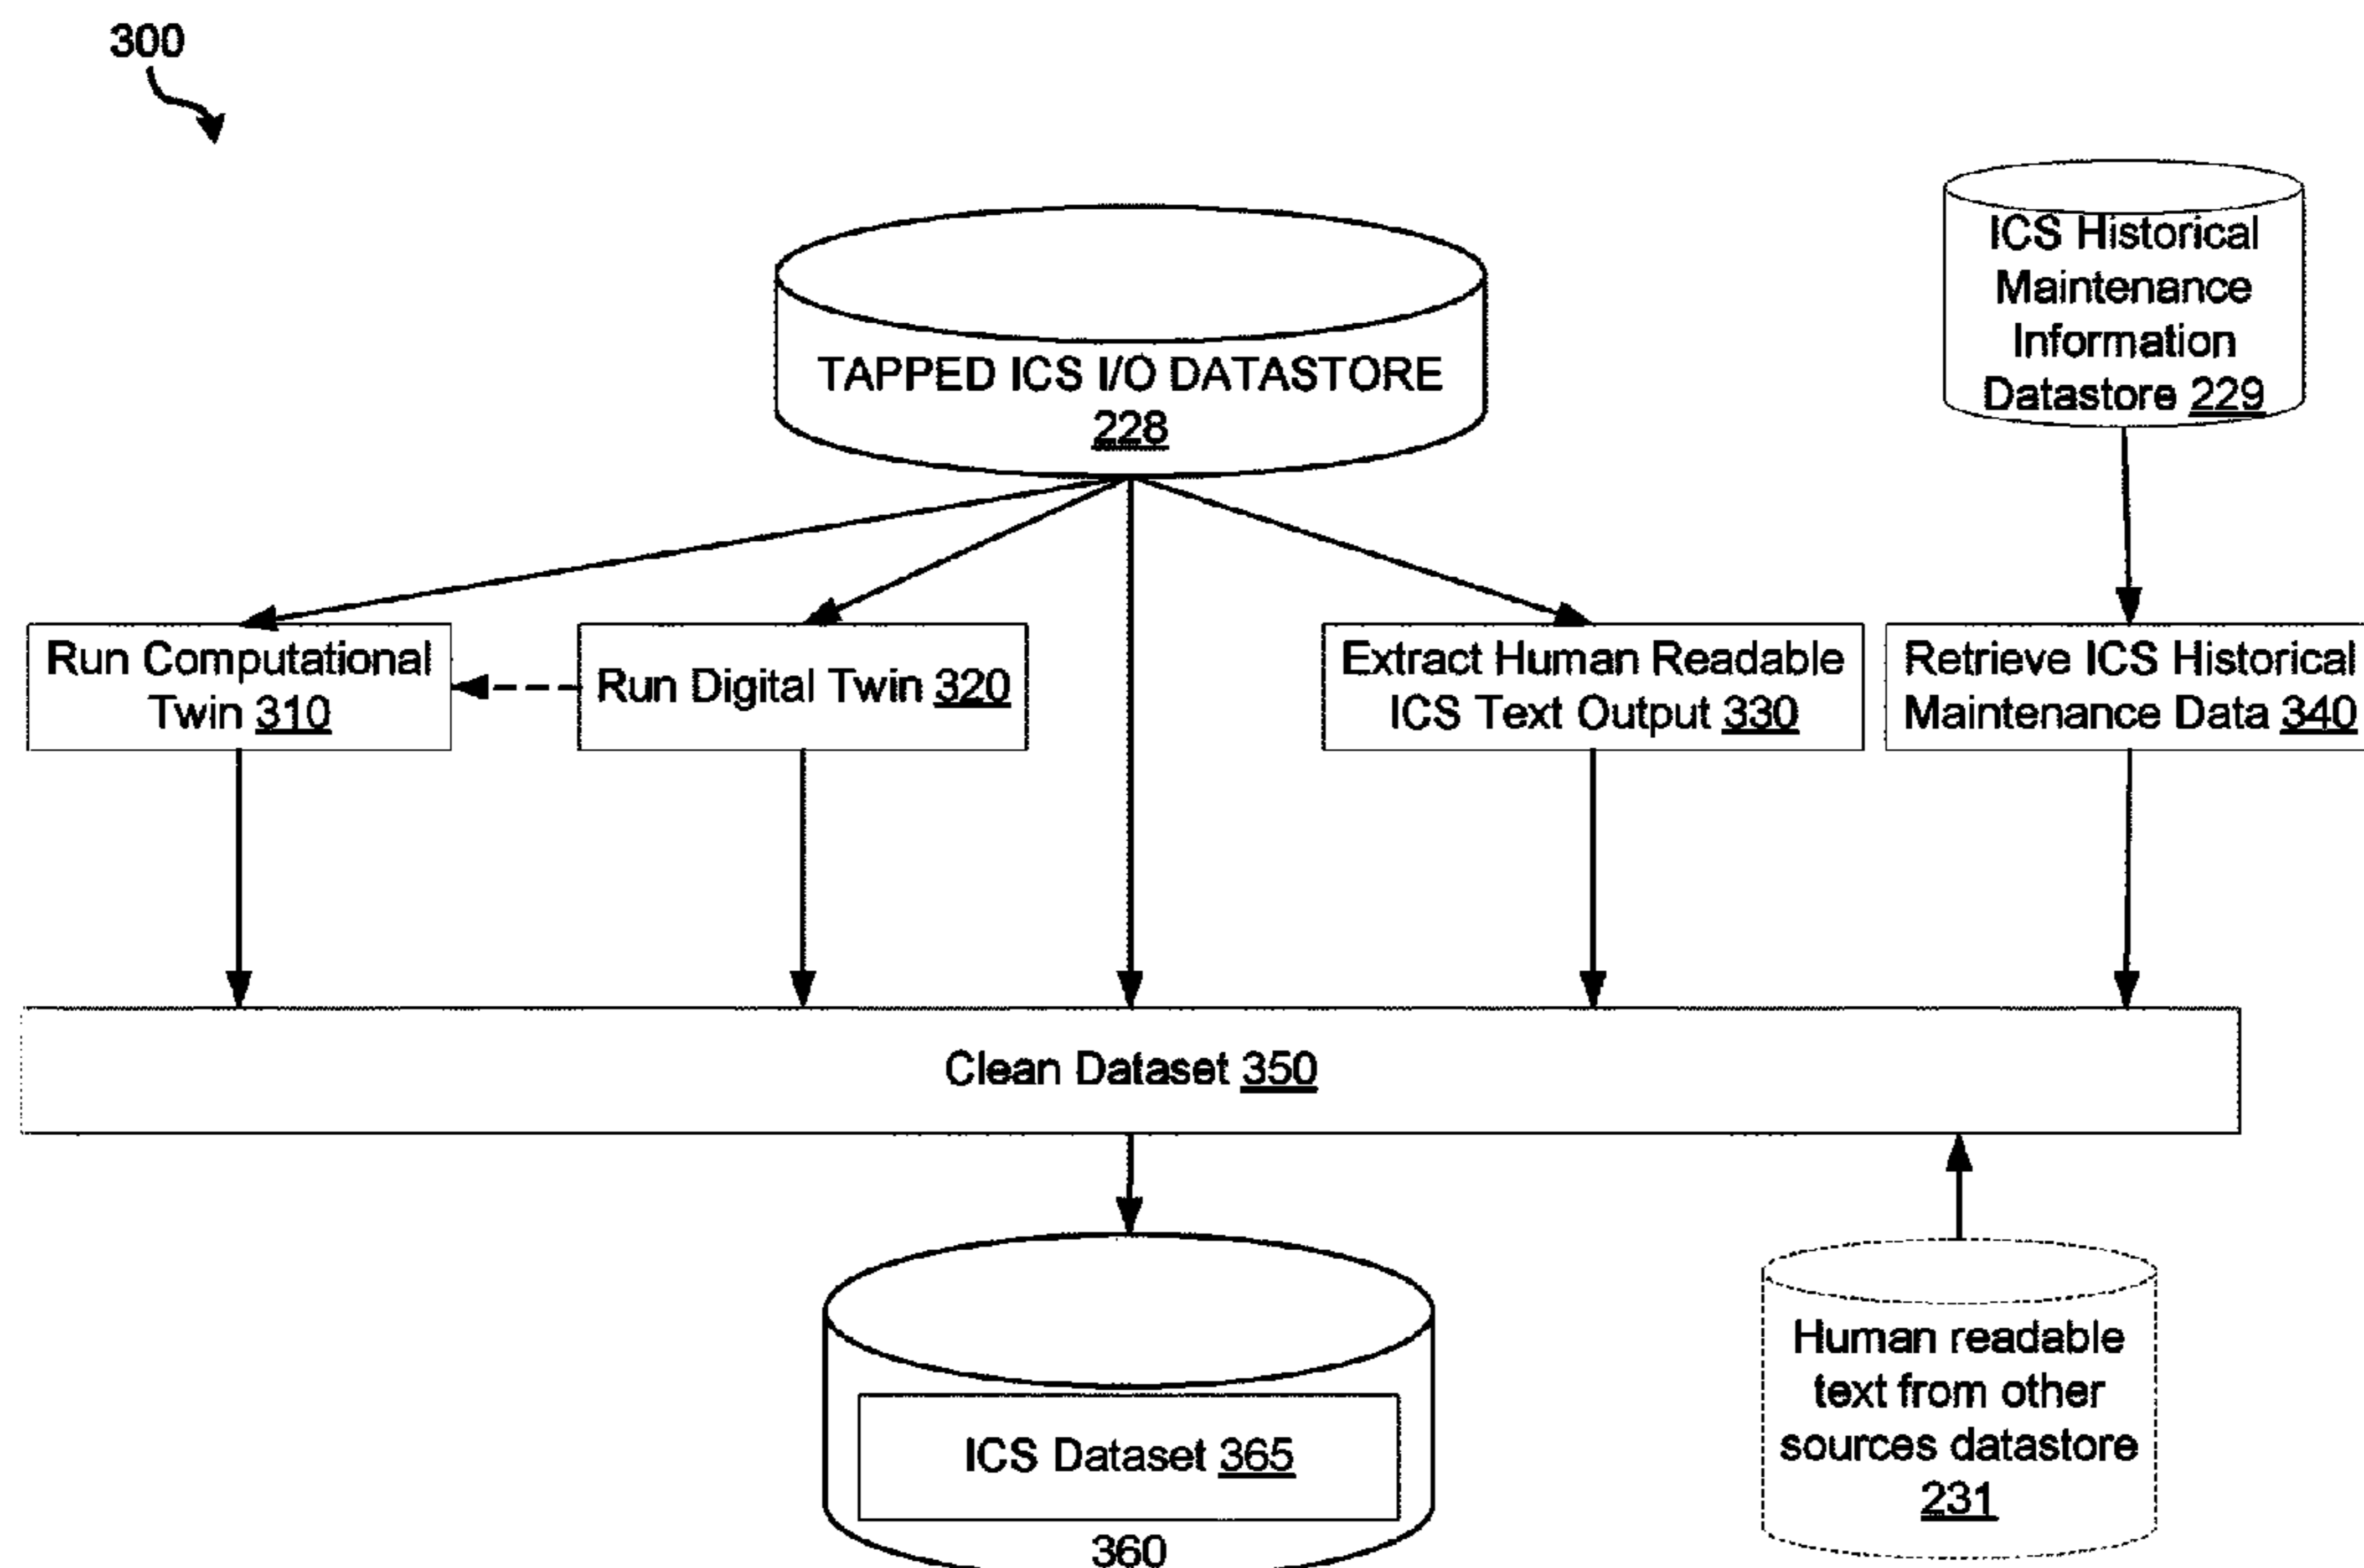 300
TAPPED ICS I/O DATASTORE
228
ICS Historical
Maintenance
Information
Datastore 229
Run Computational
Twin 310
Run Digital Twin 320
Extract Human Readable
ICS Text Output 330
Retrieve ICS Historical
Maintenance Data 340
Clean Dataset 350
ICS Dataset 365
360
Human readable
text from other
sources datastore
231